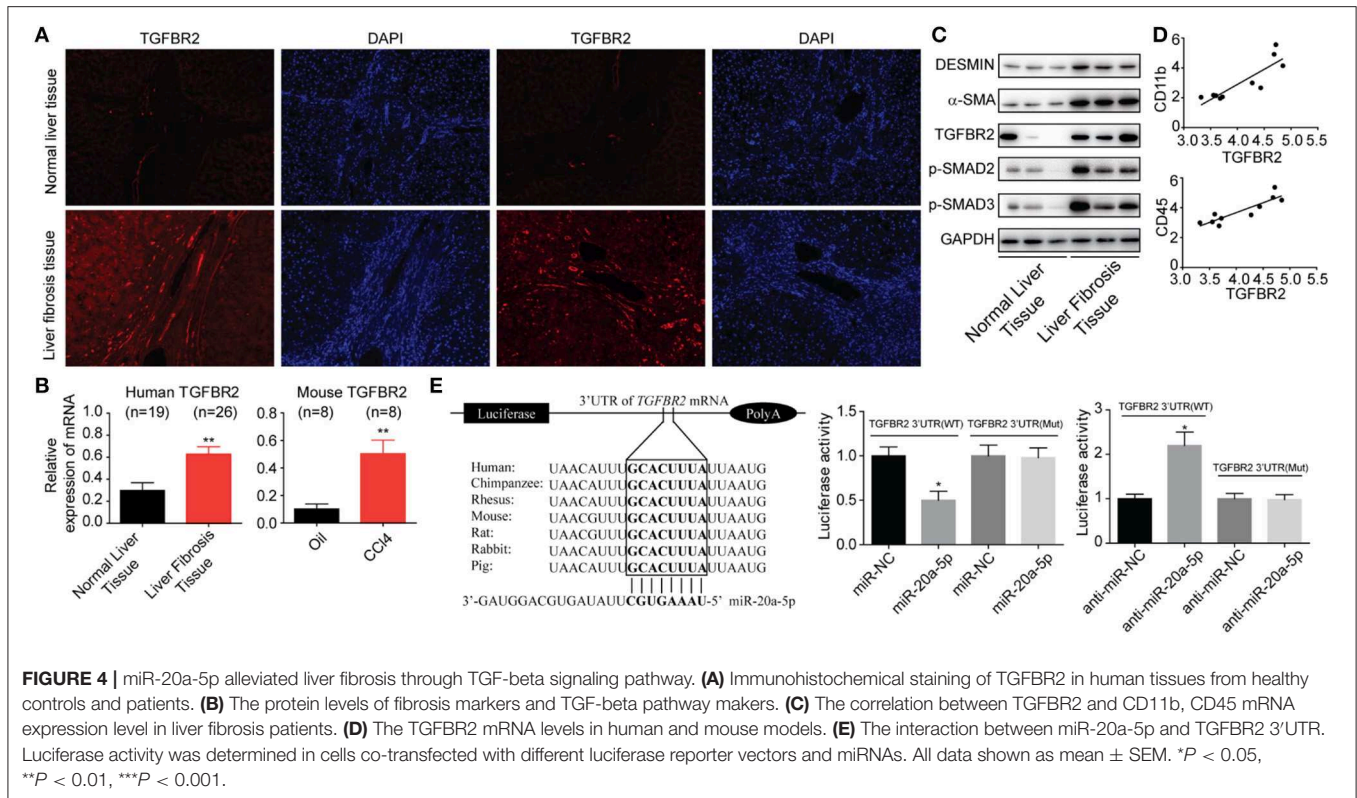 A
TGFBR2 DAPI TGFBR2 DAPI
Normal liver tissue
Liver fibrosis tissue
B
Human TGFBR2
(n=19) (n=26)
Relative
expression of mRNA
1.0
0.8
0.6
0.4
0.2
0.0
**
Normal Liver
Tissue
Liver Fibrosis
Tissue
Mouse TGFBR2
(n=8) (n=8)
0.8
0.6
0.4
0.2
0.0
**
Oil
CCl4
C
DESMIN
α-SMA
TGFBR2
p-SMAD2
p-SMAD3
GAPDH
Normal Liver
Tissue
Liver Fibrosis
Tissue
D
CD11b
6
4
2
0
3.0 3.5 4.0 4.5 5.0 5.5
TGFBR2
CD45
6
4
2
0
3.0 3.5 4.0 4.5 5.0 5.5
TGFBR2
E
3'UTR of TGFBR2 mRNA
Luciferase PolyA
Human: UAACAUUUGCACUUUAUUAAUG
Chimpanzee: UAACAUUUGCACUUUAUUAAUG
Rhesus: UAACAUUUGCACUUUAUUAAUG
Mouse: UAACGUUUGCACUUUAUUAAUG
Rat: UAACGUUUGCACUUUAUUAAUG
Rabbit: UAACAUUUGCACUUUAUUAAUG
Pig: UAACAUUUGCACUUUAUUAAUG
3'-GAUGGACGUGAUAUUCGUGAAAU-5' miR-20a-5p
Luciferase activity
1.5
1.0
0.5
0.0
TGFBR2 3'UTR(WT) TGFBR2 3'UTR(Mut)
*
miR-NC
miR-20a-5p
miR-NC
miR-20a-5p
Luciferase activity
3
2
1
0
TGFBR2 3'UTR(WT)
*
TGFBR2 3'UTR(Mut)
anti-miR-NC
anti-miR-20a-5p
anti-miR-NC
anti-miR-20a-5p
FIGURE 4 | miR-20a-5p alleviated liver fibrosis through TGF-beta signaling pathway. (A) Immunohistochemical staining of TGFBR2 in human tissues from healthy
controls and patients. (B) The protein levels of fibrosis markers and TGF-beta pathway makers. (C) The correlation between TGFBR2 and CD11b, CD45 mRNA
expression level in liver fibrosis patients. (D) The TGFBR2 mRNA levels in human and mouse models. (E) The interaction between miR-20a-5p and TGFBR2 3′UTR.
Luciferase activity was determined in cells co-transfected with different luciferase reporter vectors and miRNAs. All data shown as mean ± SEM. *P < 0.05,
**P < 0.01, ***P < 0.001.